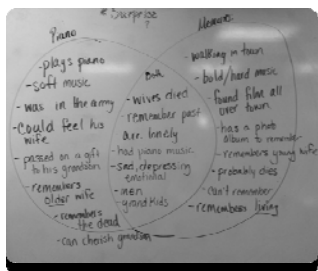 * Surprise
?
Piano
- plays piano
- soft music
- was in the army
- could feel his
wife
- passed on a gift
to his grandson
- remembers
older wife
- remembers
the dead
- can cherish grandson
Both
- wives died
- remember past
are lonely
- had piano music
- sad, depressing
emotional
- men
grandkids
- walking in town
- bold/hard music
- found film all
over town
- has a photo
album to remember
- remembers young wife
- probably dies
- can't remember
- remembers living